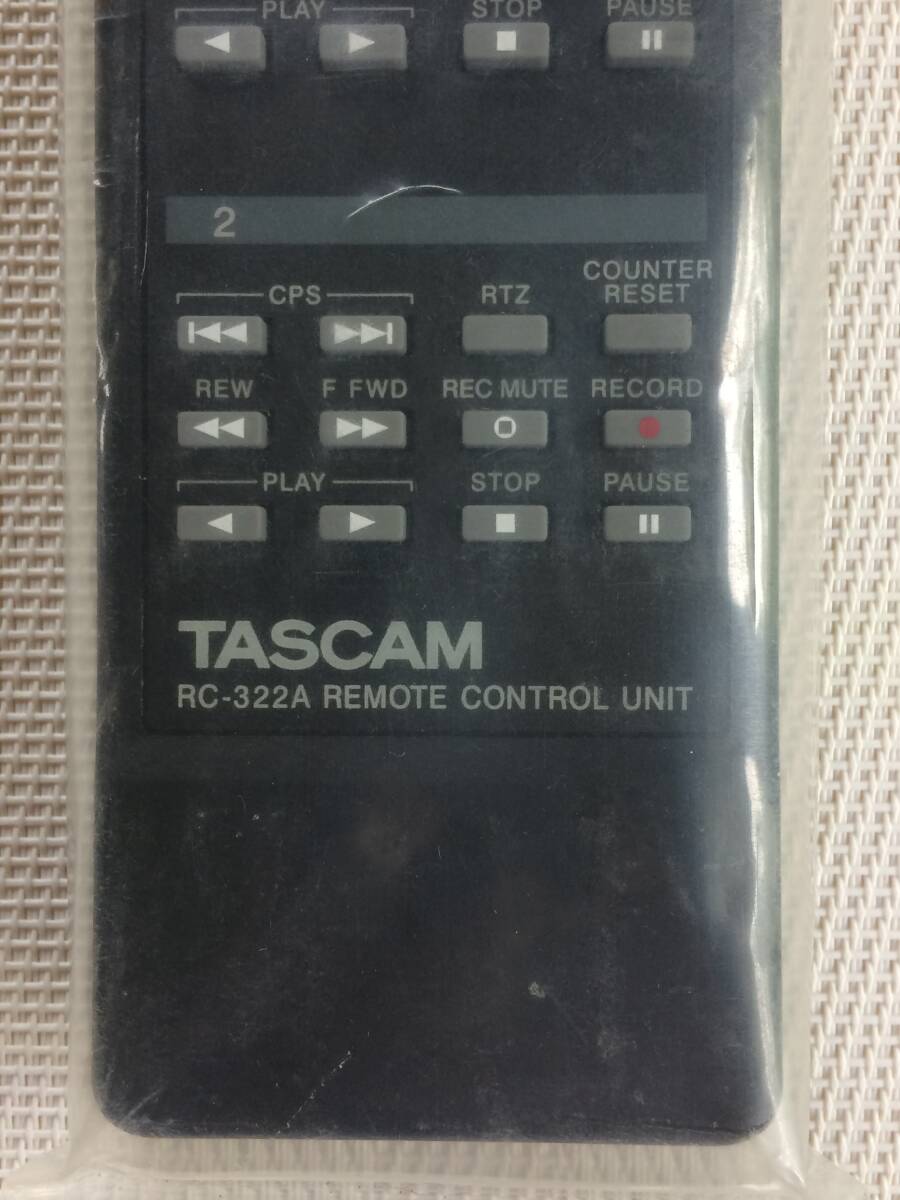 PLAY STOP PAUSE
2
CPS RTZ COUNTER RESET
REW F FWD REC MUTE RECORD
PLAY STOP PAUSE
TASCAM
RC-322A REMOTE CONTROL UNIT